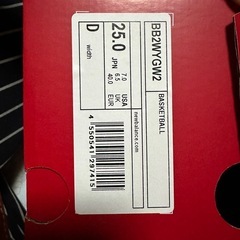 BB2WYGW2
BASKETBALL
25.0 JPN
7.0 USA
6.5 UK
40.0 EUR
D
width
newbalance.com
4 550541 297415